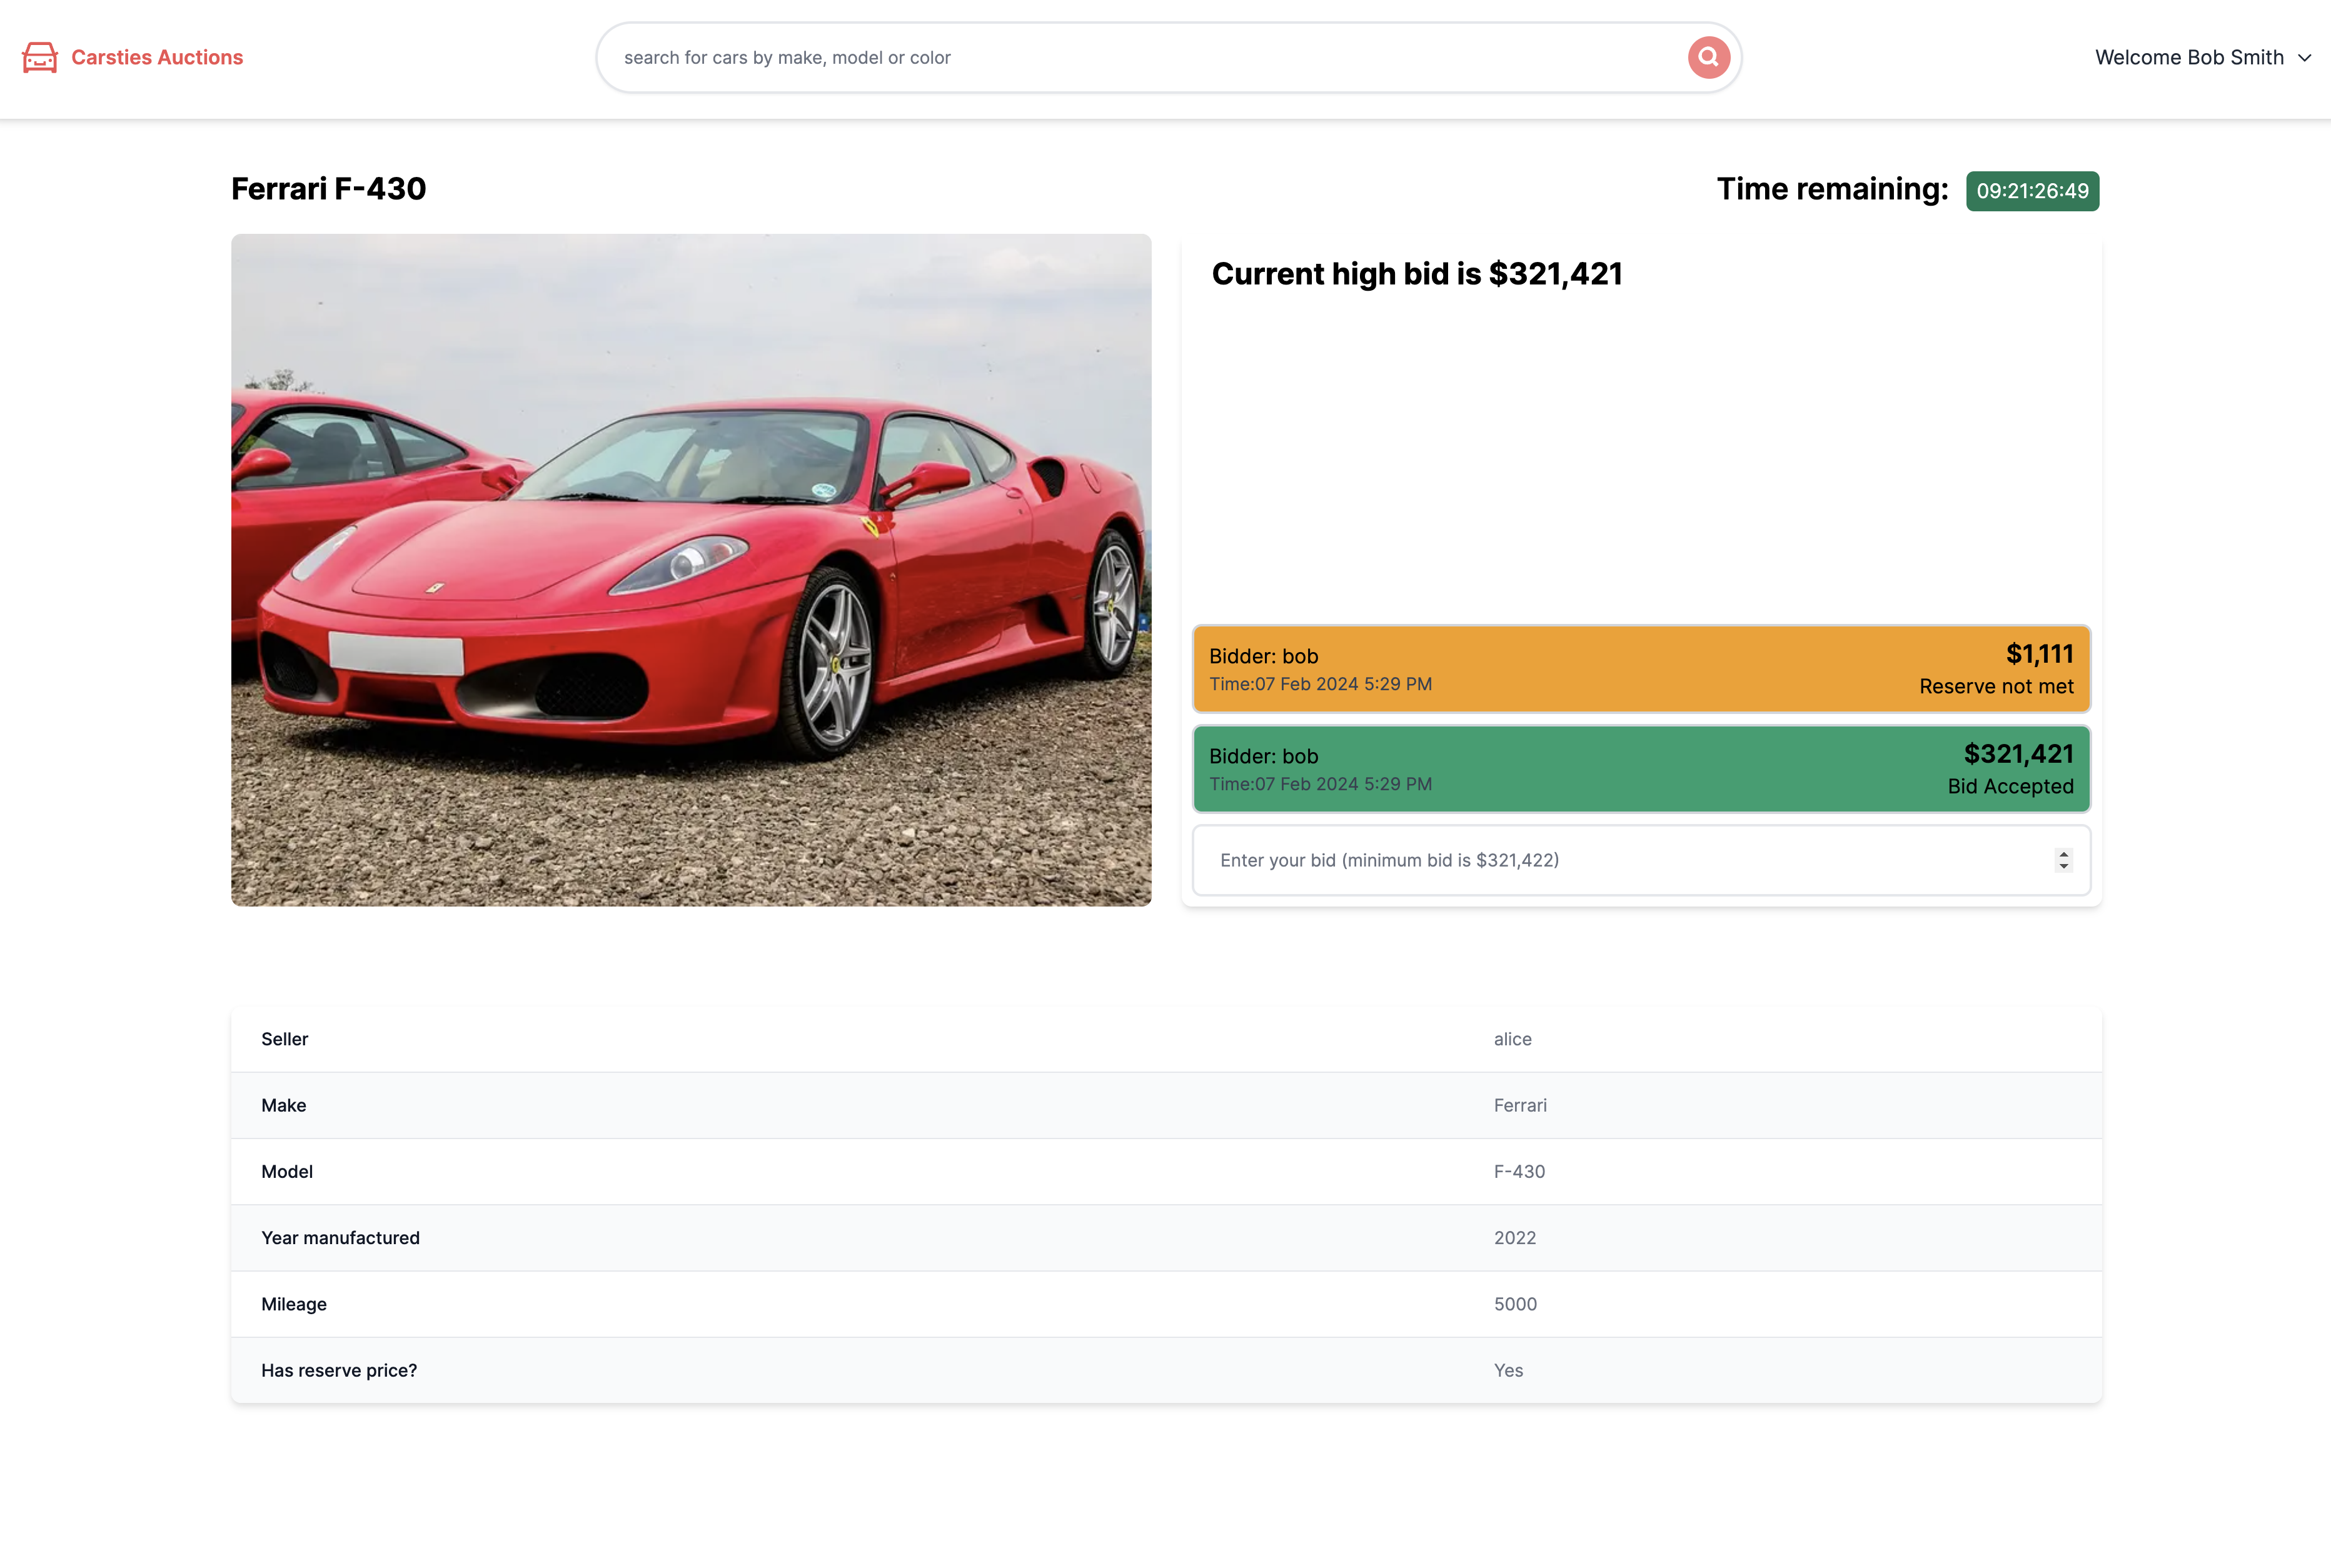 Carsties Auctions
search for cars by make, model or color
Welcome Bob Smith
Ferrari F-430
Time remaining: 09:21:26:49
Current high bid is $321,421
Bidder: bob
Time:07 Feb 2024 5:29 PM
$1,111
Reserve not met
Bidder: bob
Time:07 Feb 2024 5:29 PM
$321,421
Bid Accepted
Enter your bid (minimum bid is $321,422)
Seller alice
Make Ferrari
Model F-430
Year manufactured 2022
Mileage 5000
Has reserve price? Yes